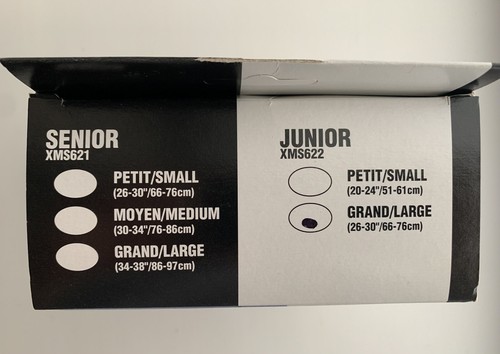 SENIOR
XMS621
PETIT/SMALL
(26-30"/66-76cm)
MOYEN/MEDIUM
(30-34"/76-86cm)
GRAND/LARGE
(34-38"/86-97cm)
JUNIOR
XMS622
PETIT/SMALL
(20-24"/51-61cm)
GRAND/LARGE
(26-30"/66-76cm)